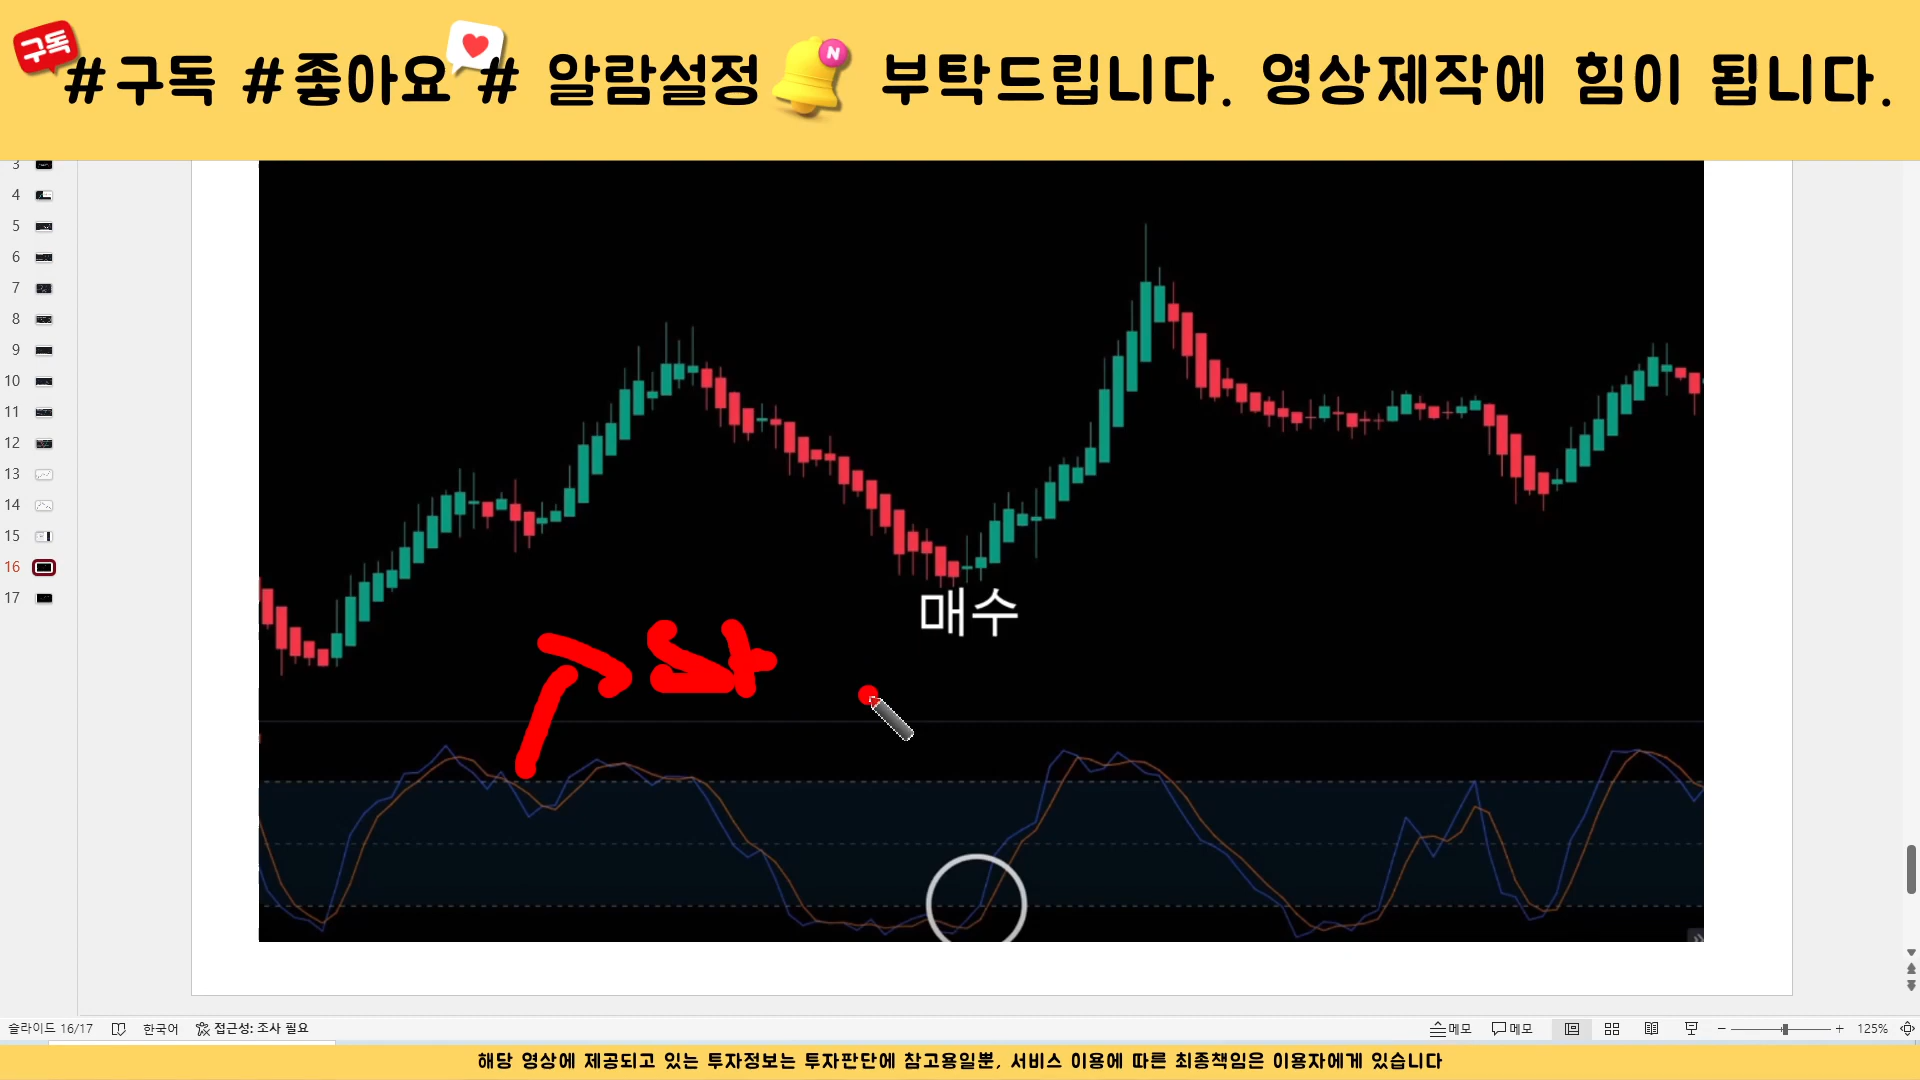 구독
N
#구독 #좋아요 # 알람설정 부탁드립니다. 영상제작에 힘이 됩니다.
3
4
5
6
7
8
9
10
11
12
13
14
15
16
17
매수
슬라이드 16/17 한국어 접근성: 조사 필요 메모 메모 125%
해당 영상에 제공되고 있는 투자정보는 투자판단에 참고용일뿐, 서비스 이용에 따른 최종책임은 이용자에게 있습니다